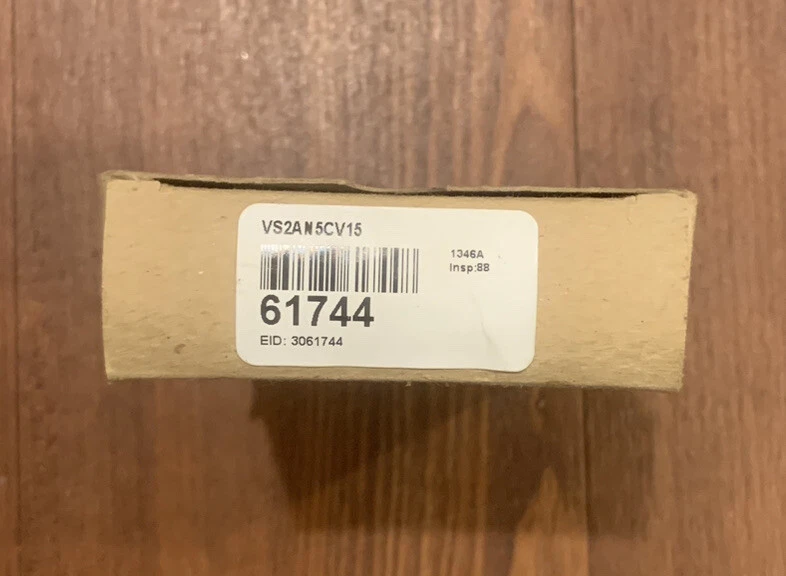 VS2AN5CV15
1346A
Insp:88
61744
EID: 3061744